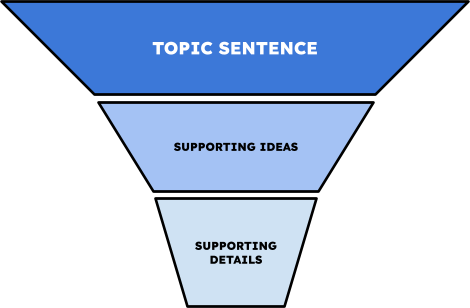 TOPIC SENTENCE
SUPPORTING IDEAS
SUPPORTING
DETAILS